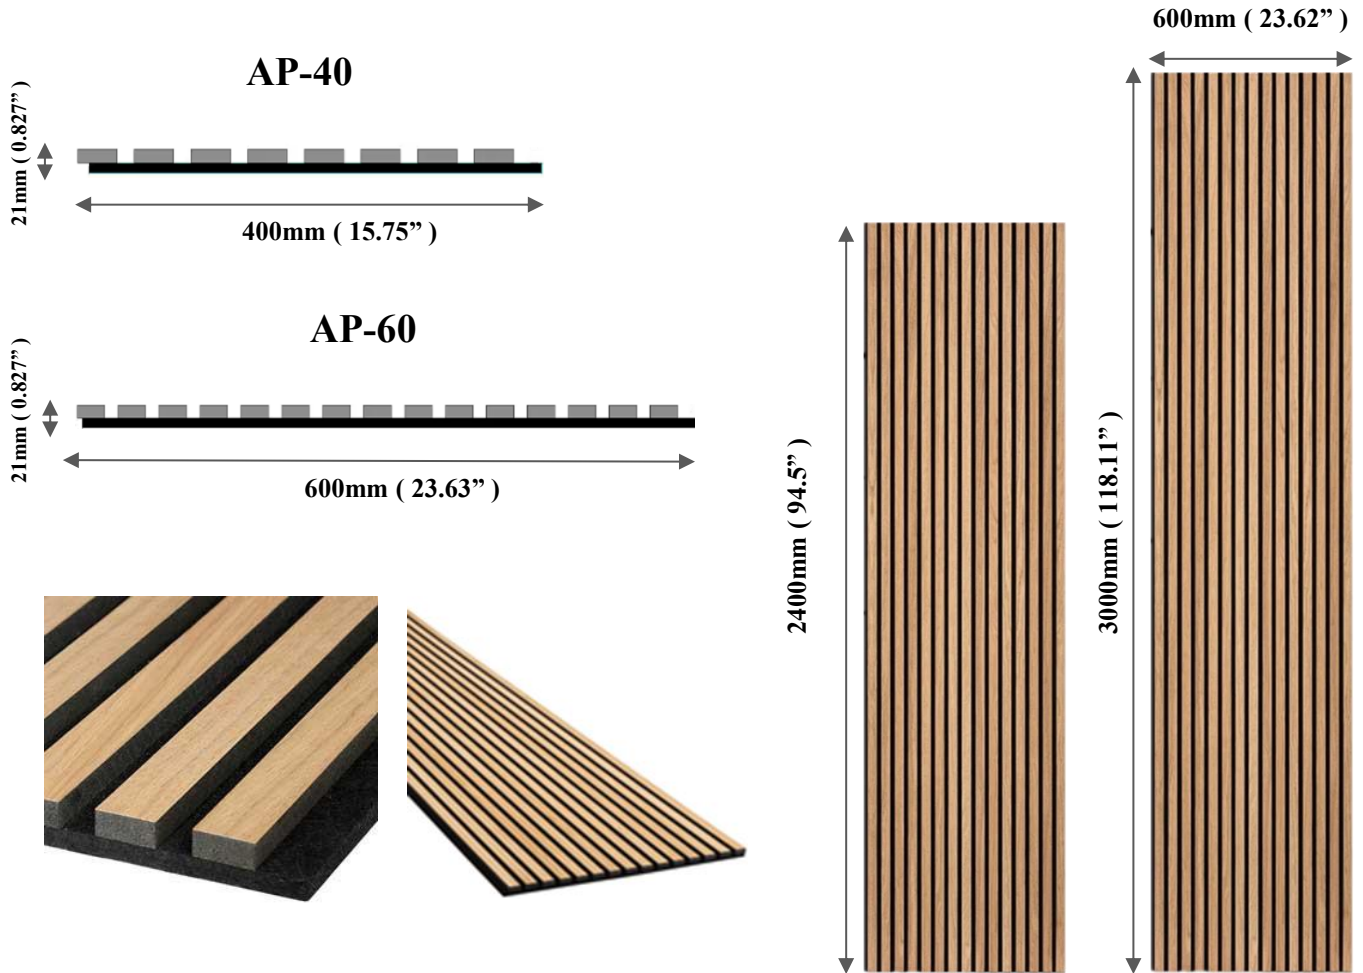 600mm ( 23.62” )
AP-40
21mm ( 0.827” )
400mm ( 15.75” )
AP-60
21mm ( 0.827” )
600mm ( 23.63” )
2400mm ( 94.5” )
3000mm ( 118.11” )